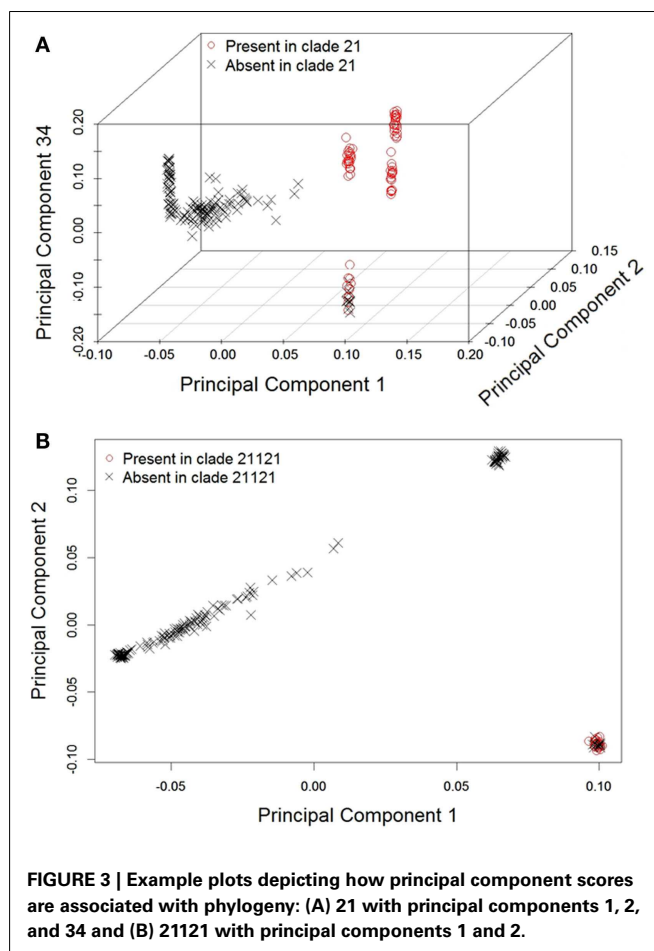 A
○ Present in clade 21
× Absent in clade 21
Principal Component 34
0.20
0.10
0.00
-0.10
-0.20
-0.10
-0.05
0.00
0.05
0.10
0.15
0.20
Principal Component 1
0.15
0.10
0.05
0.00
-0.05
-0.10
Principal Component 2
B
○ Present in clade 21121
× Absent in clade 21121
Principal Component 2
0.10
0.05
0.00
-0.05
-0.10
-0.05
0.00
0.05
0.10
Principal Component 1
FIGURE 3 | Example plots depicting how principal component scores
are associated with phylogeny: (A) 21 with principal components 1, 2,
and 34 and (B) 21121 with principal components 1 and 2.